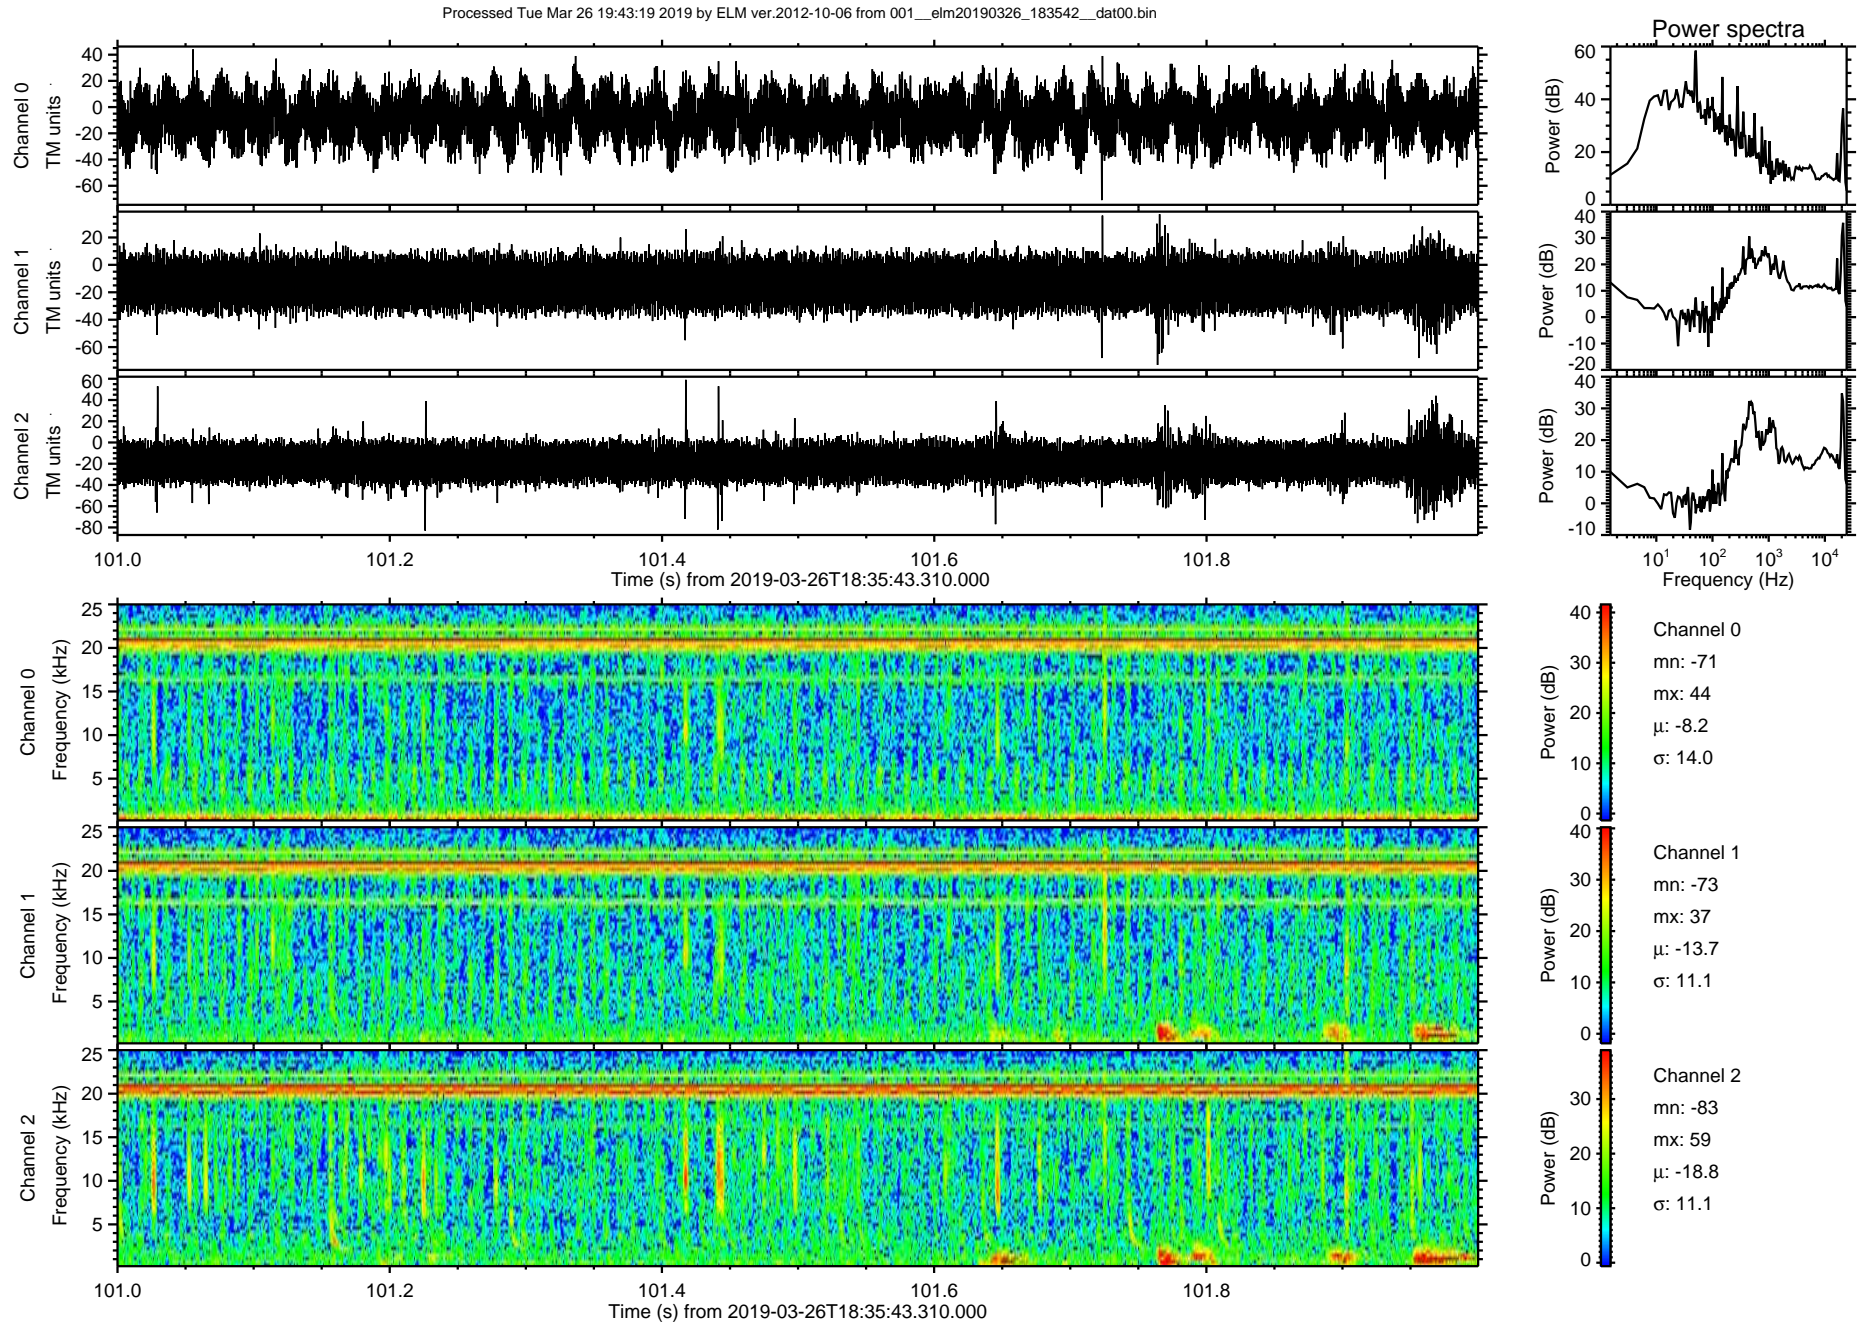 Processed Tue Mar 26 19:43:19 2019 by ELM ver.2012-10-06 from 001__elm20190326_183542__dat00.bin
Power spectra
Channel 0
TM units
40
20
0
-20
-40
-60
Power (dB)
60
40
20
0
Channel 1
TM units
20
0
-20
-40
-60
Power (dB)
40
30
20
10
0
-10
-20
Channel 2
TM units
60
40
20
0
-20
-40
-60
-80
Power (dB)
40
30
20
10
0
-10
101.0 101.2 101.4 101.6 101.8
Time (s) from 2019-03-26T18:35:43.310.000
10¹ 10² 10³ 10⁴
Frequency (Hz)
Channel 0
Frequency (kHz)
25
20
15
10
5
Power (dB)
40
30
20
10
0
Channel 0
mn: -71
mx: 44
μ: -8.2
σ: 14.0
Channel 1
Frequency (kHz)
25
20
15
10
5
Power (dB)
40
30
20
10
0
Channel 1
mn: -73
mx: 37
μ: -13.7
σ: 11.1
Channel 2
Frequency (kHz)
25
20
15
10
5
Power (dB)
30
20
10
0
Channel 2
mn: -83
mx: 59
μ: -18.8
σ: 11.1
101.0 101.2 101.4 101.6 101.8
Time (s) from 2019-03-26T18:35:43.310.000